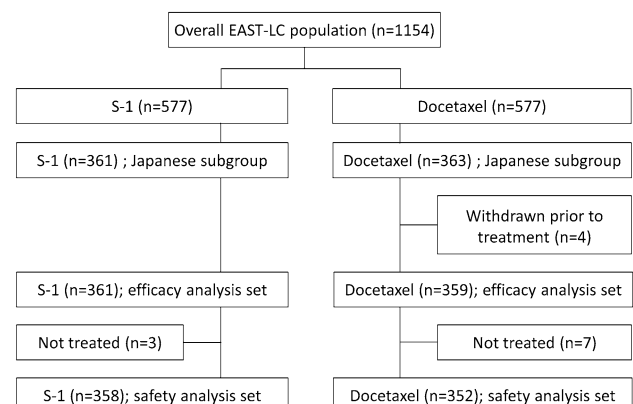 Overall EAST-LC population (n=1154)
S-1 (n=577)
Docetaxel (n=577)
S-1 (n=361) ; Japanese subgroup
Docetaxel (n=363) ; Japanese subgroup
Withdrawn prior to
treatment (n=4)
S-1 (n=361); efficacy analysis set
Docetaxel (n=359); efficacy analysis set
Not treated (n=3)
Not treated (n=7)
S-1 (n=358); safety analysis set
Docetaxel (n=352); safety analysis set